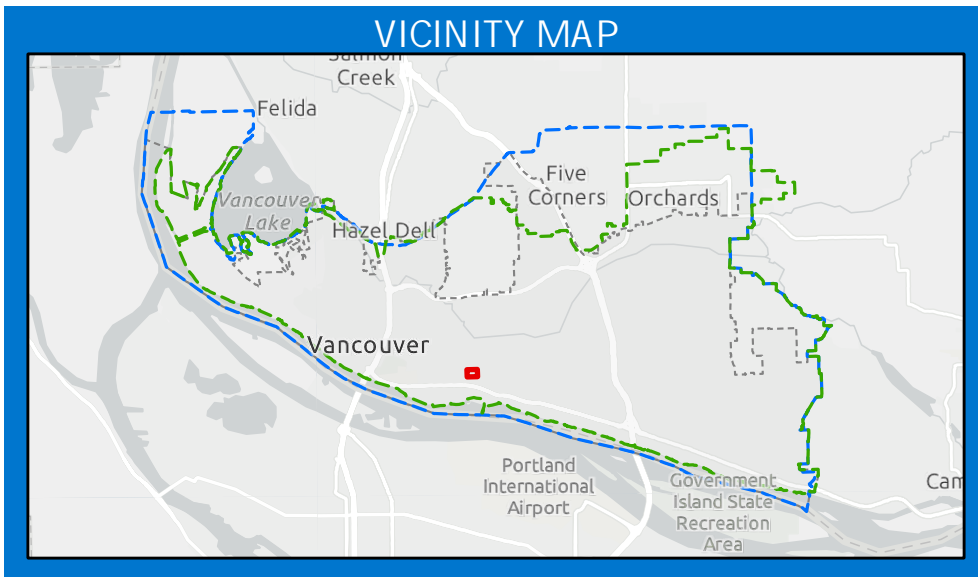 VICINITY MAP
Salmon
Creek
Felida
Five
Corners
Orchards
Vancouver
Lake
Hazel Dell
Vancouver
Portland
International
Airport
Government
Island State
Recreation
Area
Cam